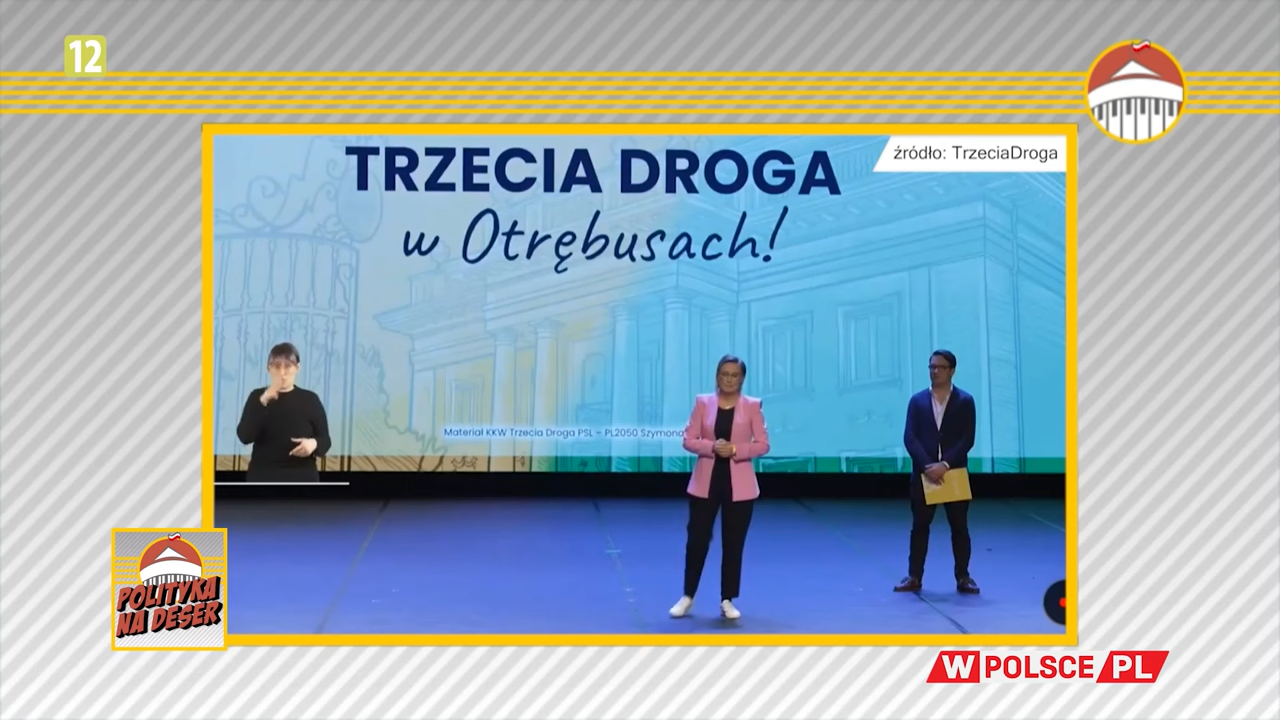 12
źródło: TrzeciaDroga
TRZECIA DROGA
w Otrębusach!
Materiał KKW Trzecia Droga PSL – PL2050 Szymona
POLITYKA
NA DESER
WPOLSCE PL